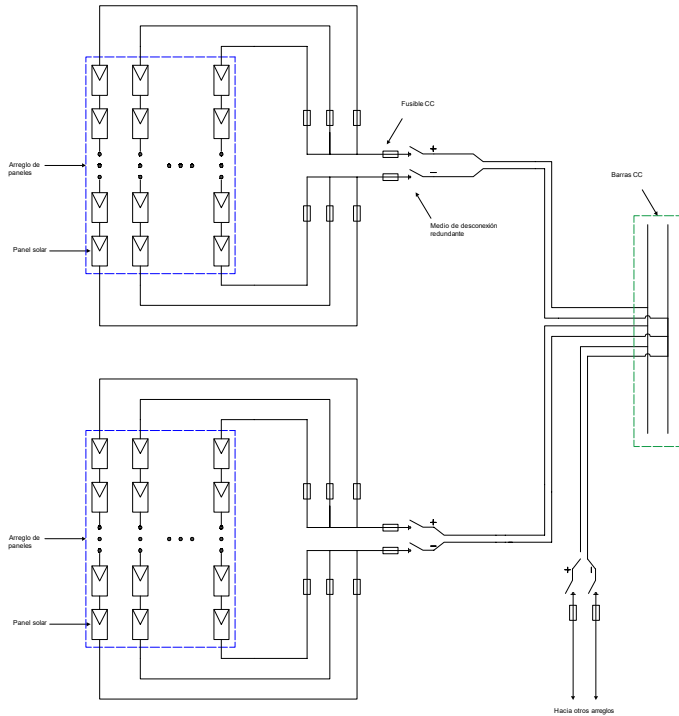 Fusible CC
+
Arreglo de
paneles
−
Barras CC
Medio de desconexión
redundante
Panel solar
+
Arreglo de
paneles
−
+ −
Panel solar
Hacia otros arreglos